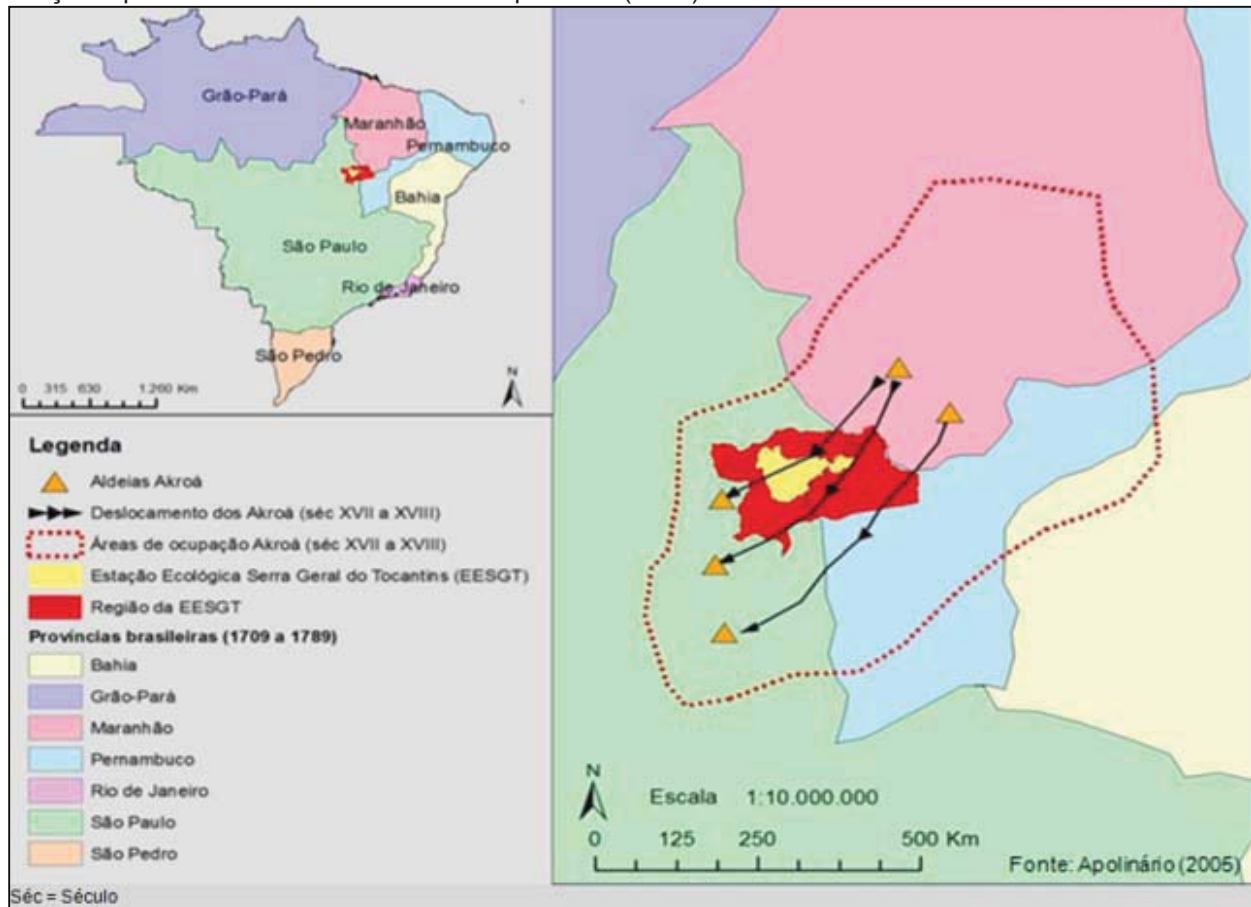 Grão-Pará
Maranhão
Pernambuco
Bahia
São Paulo
Rio de Janeiro
São Pedro
0 315 630 1.260 Km
N
Legenda
Aldeias Akroá
Deslocamento dos Akroá (séc XVII a XVIII)
Áreas de ocupação Akroá (séc XVII a XVIII)
Estação Ecológica Serra Geral do Tocantins (EESGT)
Região da EESGT
Províncias brasileiras (1709 a 1789)
Bahia
Grão-Pará
Maranhão
Pernambuco
Rio de Janeiro
São Paulo
São Pedro
N
Escala 1:10.000.000
0 125 250 500 Km
Fonte: Apolinário (2005)
Séc = Século